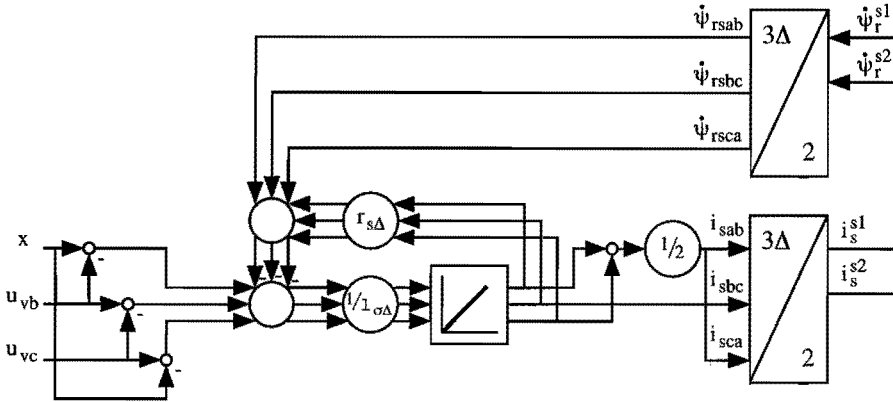 ψ̇rsab
3Δ
ψ̇r^s1
ψ̇r^s2
ψ̇rsbc
ψ̇rsca
2
rsΔ
x
-
1/2
isab
3Δ
is^s1
is^s2
uvb
-
-
-
1/1σΔ
isbc
uvc
-
isca
2